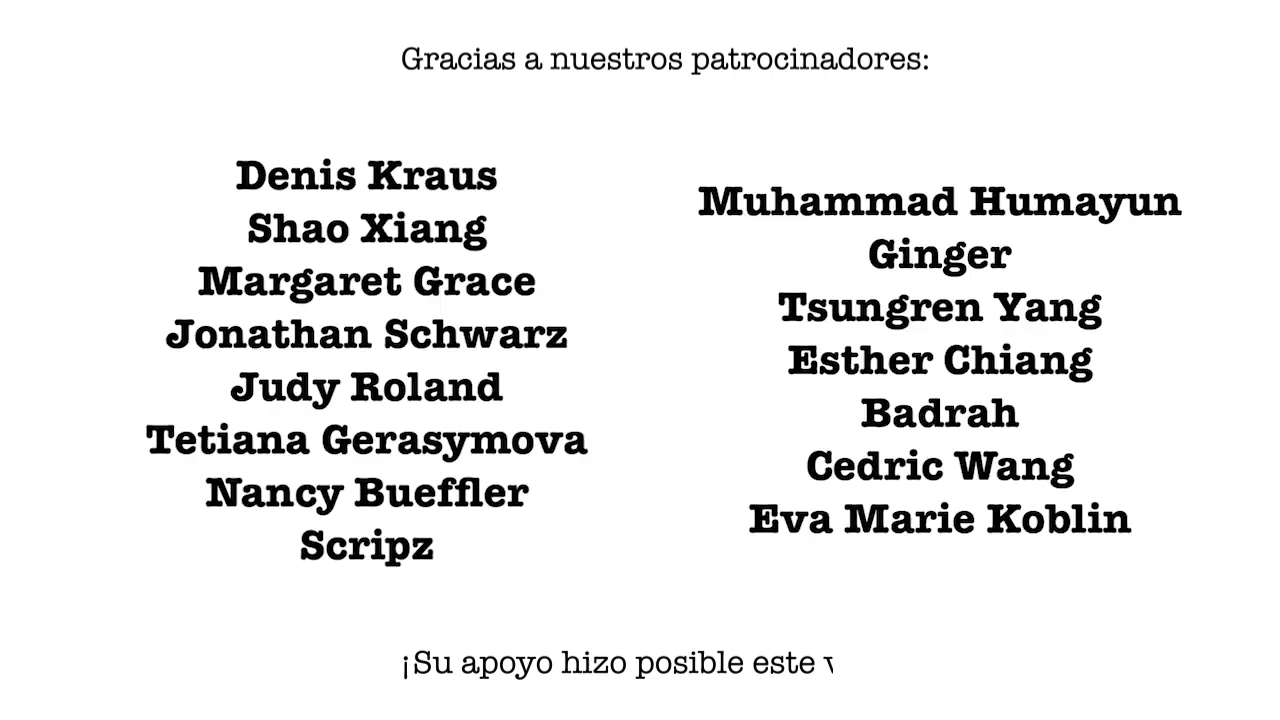 Gracias a nuestros patrocinadores:
Denis Kraus
Shao Xiang
Margaret Grace
Jonathan Schwarz
Judy Roland
Tetiana Gerasymova
Nancy Bueffler
Scripz
Muhammad Humayun
Ginger
Tsungren Yang
Esther Chiang
Badrah
Cedric Wang
Eva Marie Koblin
¡Su apoyo hizo posible este